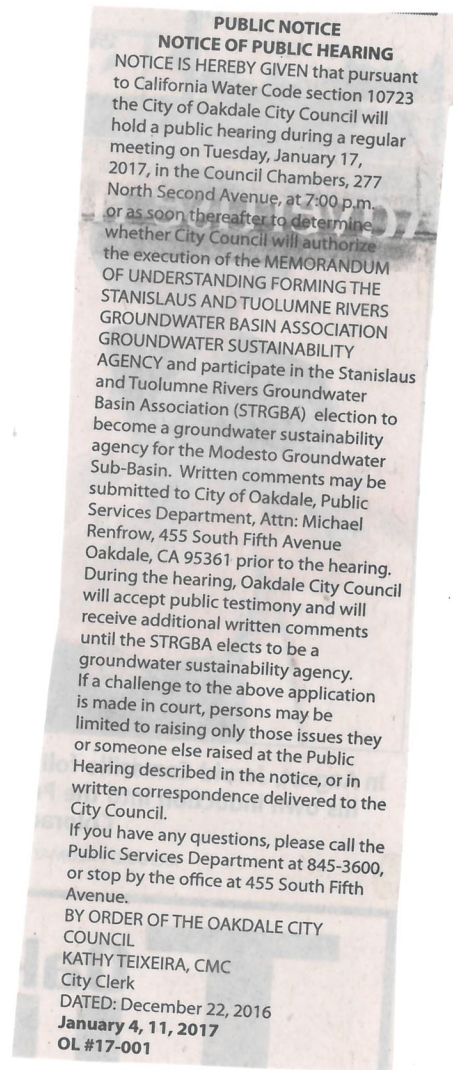 PUBLIC NOTICE
NOTICE OF PUBLIC HEARING
NOTICE IS HEREBY GIVEN that pursuant
to California Water Code section 10723
the City of Oakdale City Council will
hold a public hearing during a regular
meeting on Tuesday, January 17,
2017, in the Council Chambers, 277
North Second Avenue, at 7:00 p.m.
or as soon thereafter to determine
whether City Council will authorize
the execution of the MEMORANDUM
OF UNDERSTANDING FORMING THE
STANISLAUS AND TUOLUMNE RIVERS
GROUNDWATER BASIN ASSOCIATION
GROUNDWATER SUSTAINABILITY
AGENCY and participate in the Stanislaus
and Tuolumne Rivers Groundwater
Basin Association (STRGBA) election to
become a groundwater sustainability
agency for the Modesto Groundwater
Sub-Basin. Written comments may be
submitted to City of Oakdale, Public
Services Department, Attn: Michael
Renfrow, 455 South Fifth Avenue
Oakdale, CA 95361 prior to the hearing.
During the hearing, Oakdale City Council
will accept public testimony and will
receive additional written comments
until the STRGBA elects to be a
groundwater sustainability agency.
If a challenge to the above application
is made in court, persons may be
limited to raising only those issues they
or someone else raised at the Public
Hearing described in the notice, or in
written correspondence delivered to the
City Council.
If you have any questions, please call the
Public Services Department at 845-3600,
or stop by the office at 455 South Fifth
Avenue.
BY ORDER OF THE OAKDALE CITY
COUNCIL
KATHY TEIXEIRA, CMC
City Clerk
DATED: December 22, 2016
January 4, 11, 2017
OL #17-001